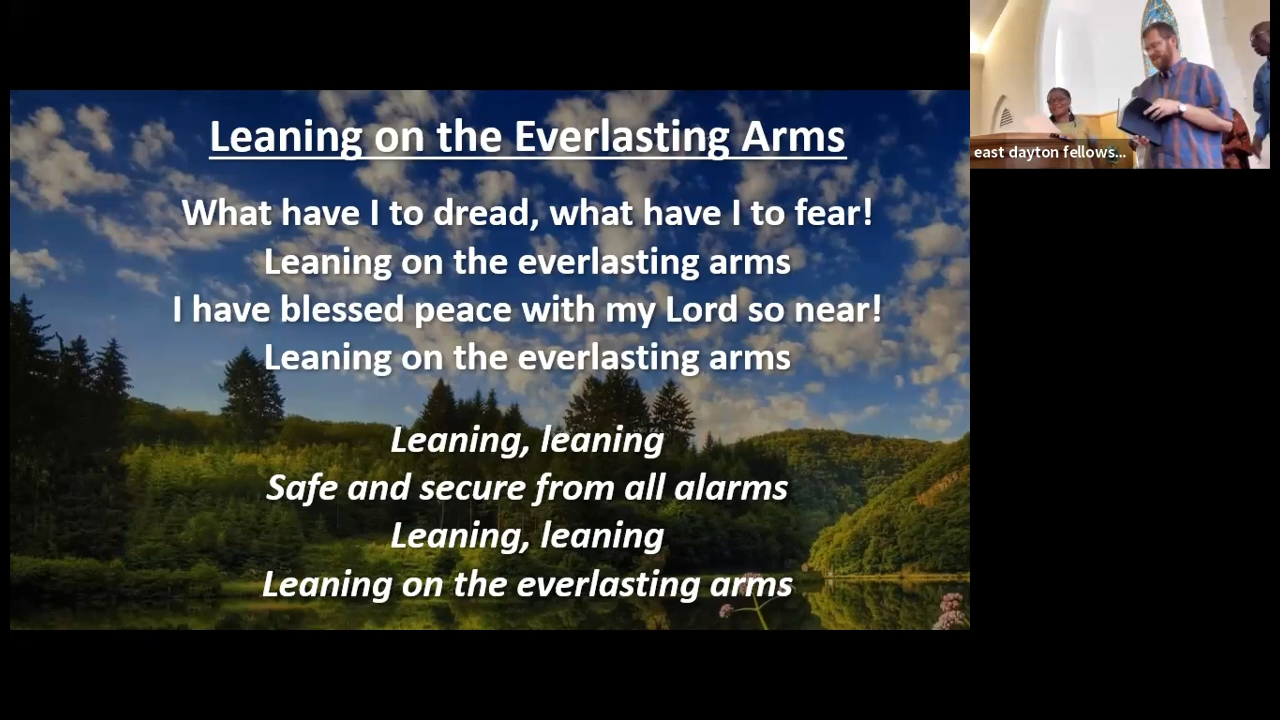 Leaning on the Everlasting Arms
What have I to dread, what have I to fear!
Leaning on the everlasting arms
I have blessed peace with my Lord so near!
Leaning on the everlasting arms
Leaning, leaning
Safe and secure from all alarms
Leaning, leaning
Leaning on the everlasting arms
east dayton fellows...